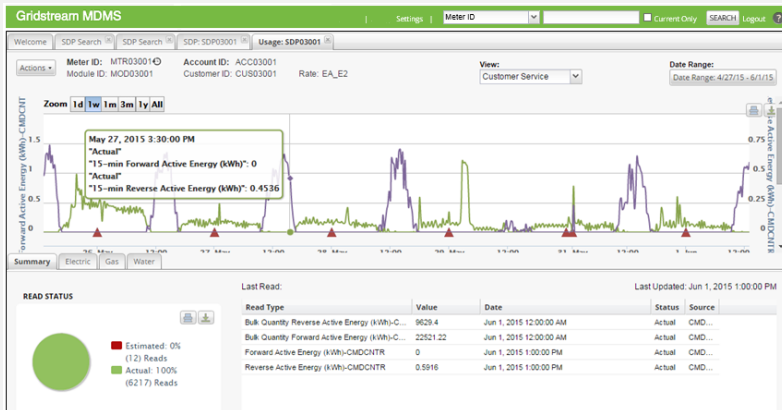 Gridstream MDMS
Settings
Meter ID
Current Only
SEARCH
Logout
?
Welcome
SDP Search
SDP Search
SDP: SDP03001
Usage: SDP03001
Actions
Meter ID: MTR03001
Account ID: ACC03001
Module ID: MOD03001
Customer ID: CUS03001
Rate: EA_E2
View:
Customer Service
Date Range:
Date Range: 4/27/15 - 6/1/15
Zoom 1d 1w 1m 3m 1y All
Forward Active Energy (kWh)-CMDCNT
1.5
1
0.5
0
May 27, 2015 3:30:00 PM
"Actual"
"15-min Forward Active Energy (kWh)": 0
"Actual"
"15-min Reverse Active Energy (kWh)": 0.4536
0.75
0.5
0.25
0
e Active Energy (kWh)-CMDCNTR
26. May 12:00 27. May 12:00 28. May 12:00 29. May 12:00 12:00 31. May 12:00 1. Jun 12:00
Summary
Electric
Gas
Water
READ STATUS
Estimated: 0%
(12) Reads
Actual: 100%
(6217) Reads
Last Read:
Last Updated: Jun 1, 2015 1:00:00 PM
Read Type Value Date Status Source
Bulk Quantity Reverse Active Energy (kWh)-C... 9629.4 Jun 1, 2015 12:00:00 AM Actual CMD...
Bulk Quantity Forward Active Energy (kWh)-C... 22521.22 Jun 1, 2015 12:00:00 AM Actual CMD...
Forward Active Energy (kWh)-CMDCNTR 0 Jun 1, 2015 1:00:00 PM Actual CMD...
Reverse Active Energy (kWh)-CMDCNTR 0.5916 Jun 1, 2015 1:00:00 PM Actual CMD...